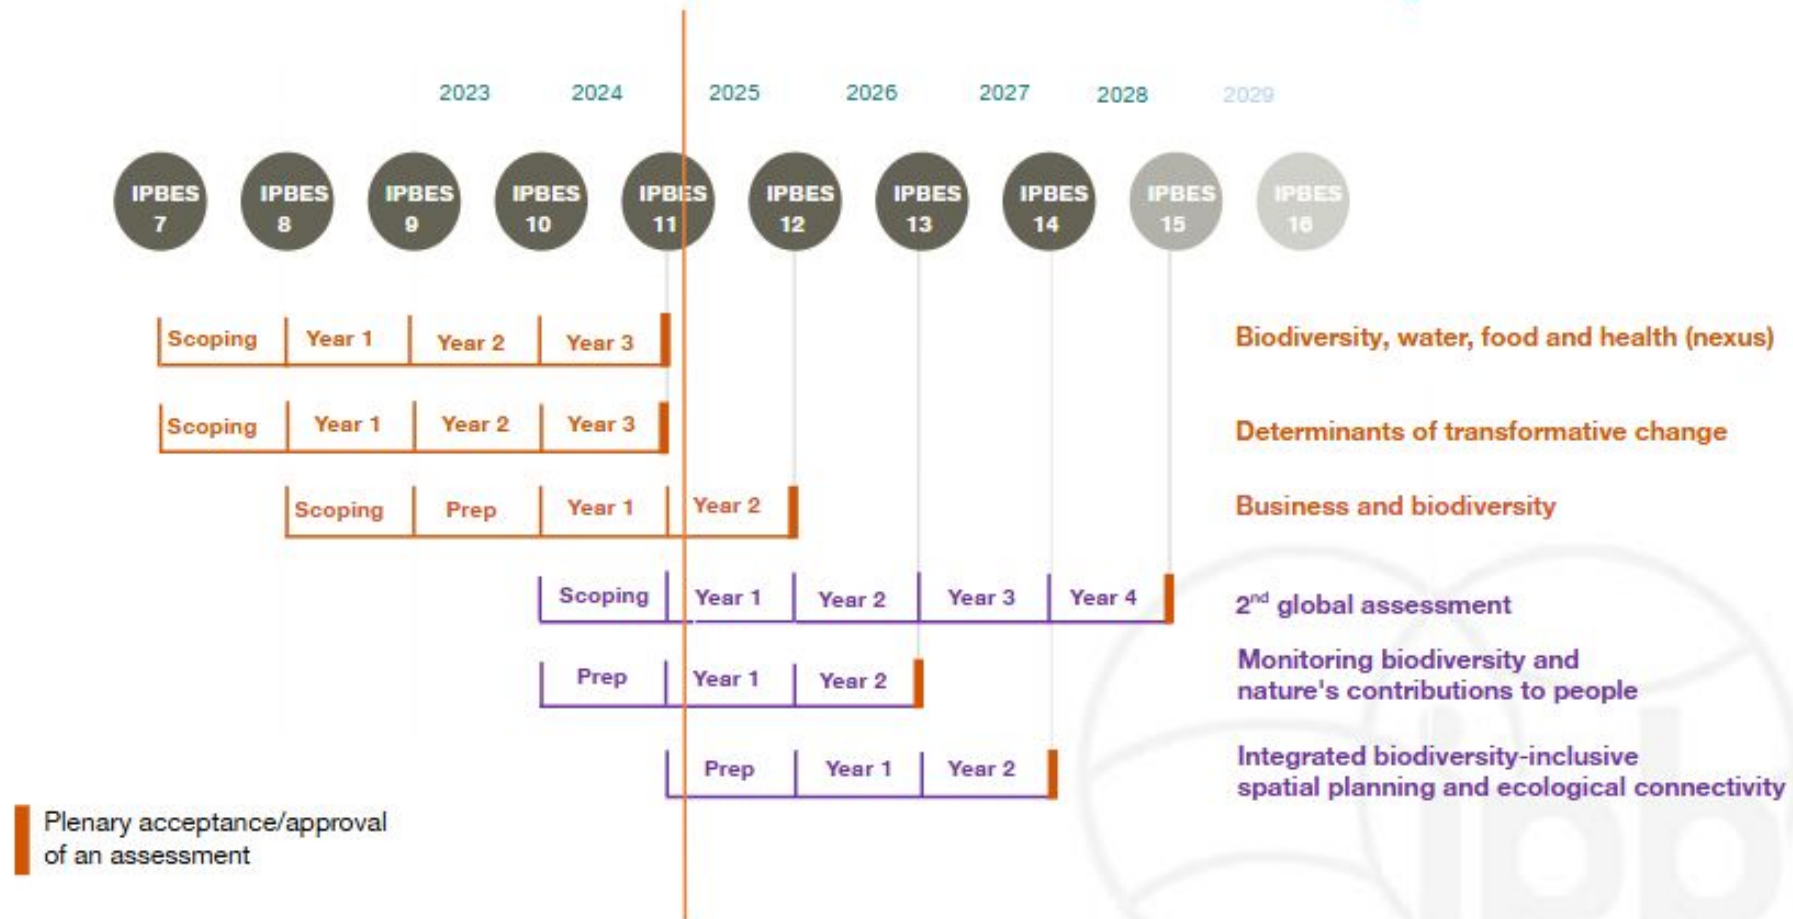 2023 2024 2025 2026 2027 2028 2029
IPBES IPBES IPBES IPBES IPBES IPBES IPBES IPBES IPBES IPBES
7 8 9 10 11 12 13 14 15 16
Scoping Year 1 Year 2 Year 3 Biodiversity, water, food and health (nexus)
Scoping Year 1 Year 2 Year 3 Determinants of transformative change
Scoping Prep Year 1 Year 2 Business and biodiversity
Scoping Year 1 Year 2 Year 3 Year 4 2nd global assessment
Prep Year 1 Year 2 Monitoring biodiversity and
nature's contributions to people
Prep Year 1 Year 2 Integrated biodiversity-inclusive
spatial planning and ecological connectivity
Plenary acceptance/approval
of an assessment